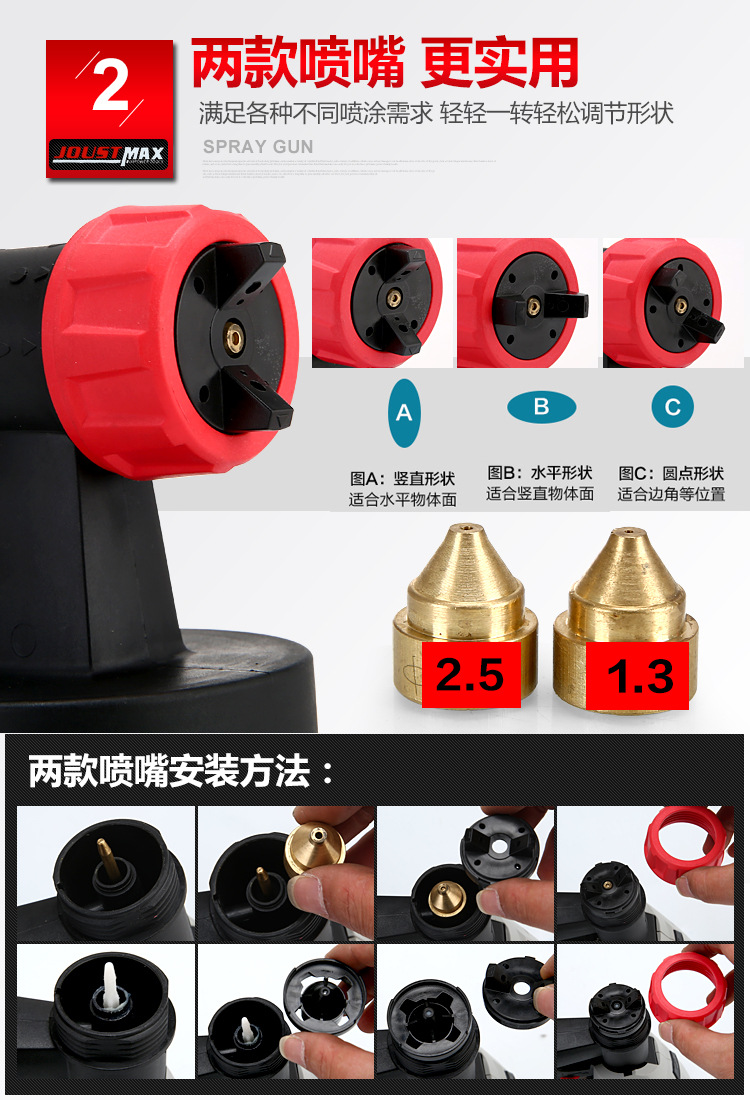 2
JOUSTMAX
两款喷嘴 更实用
满足各种不同喷涂需求 轻轻一转轻松调节形状
SPRAY GUN
A
B
C
图A：竖直形状
适合水平物体面
图B：水平形状
适合竖直物体面
图C：圆点形状
适合边角等位置
2.5
1.3
两款喷嘴安装方法：